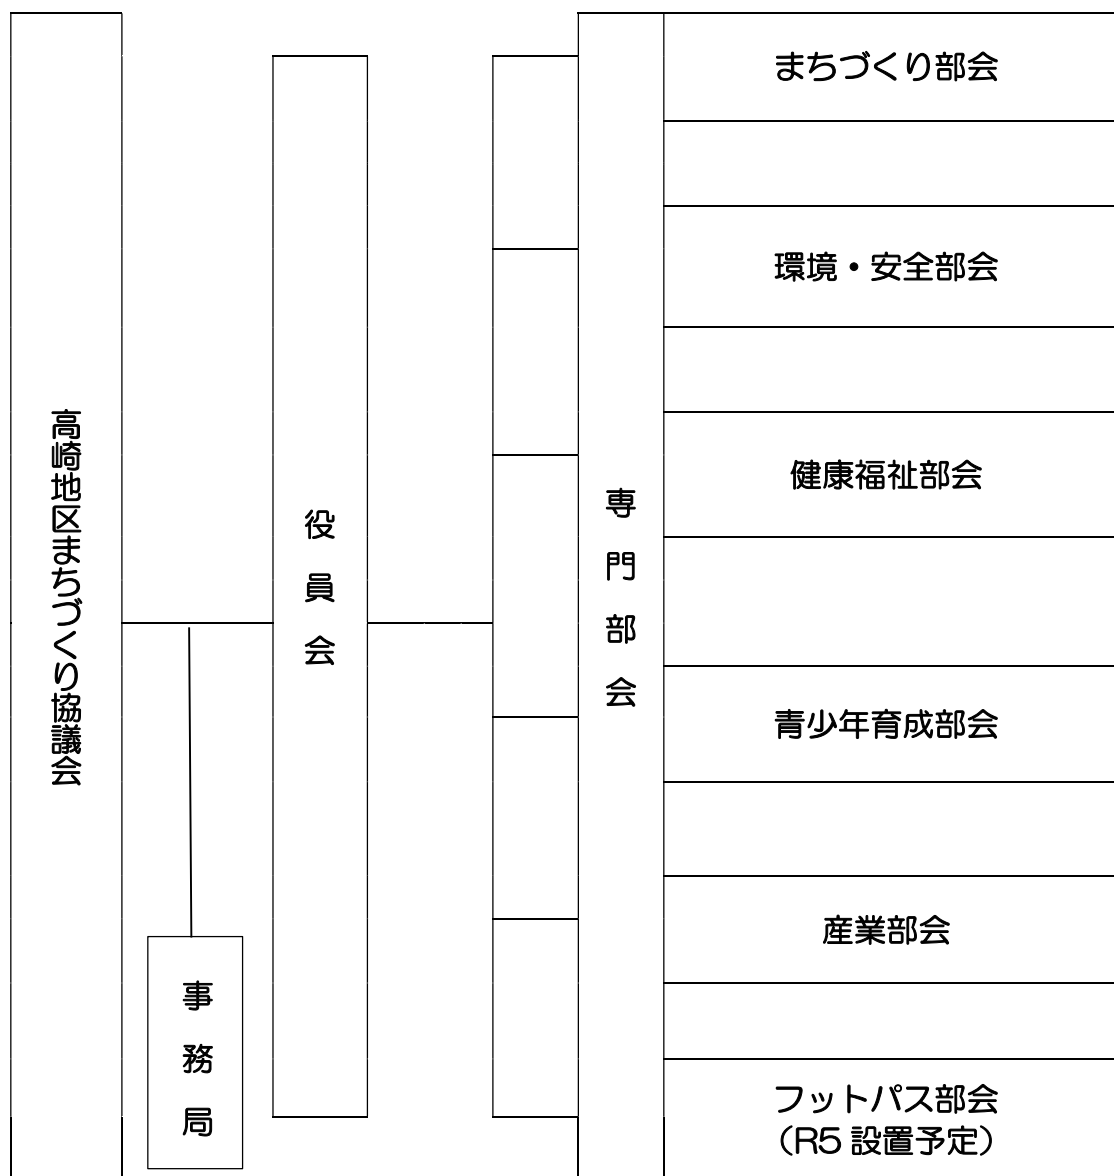 高崎地区まちづくり協議会
事務局
役員会
専門部会
まちづくり部会
環境・安全部会
健康福祉部会
青少年育成部会
産業部会
フットパス部会
（R5 設置予定）